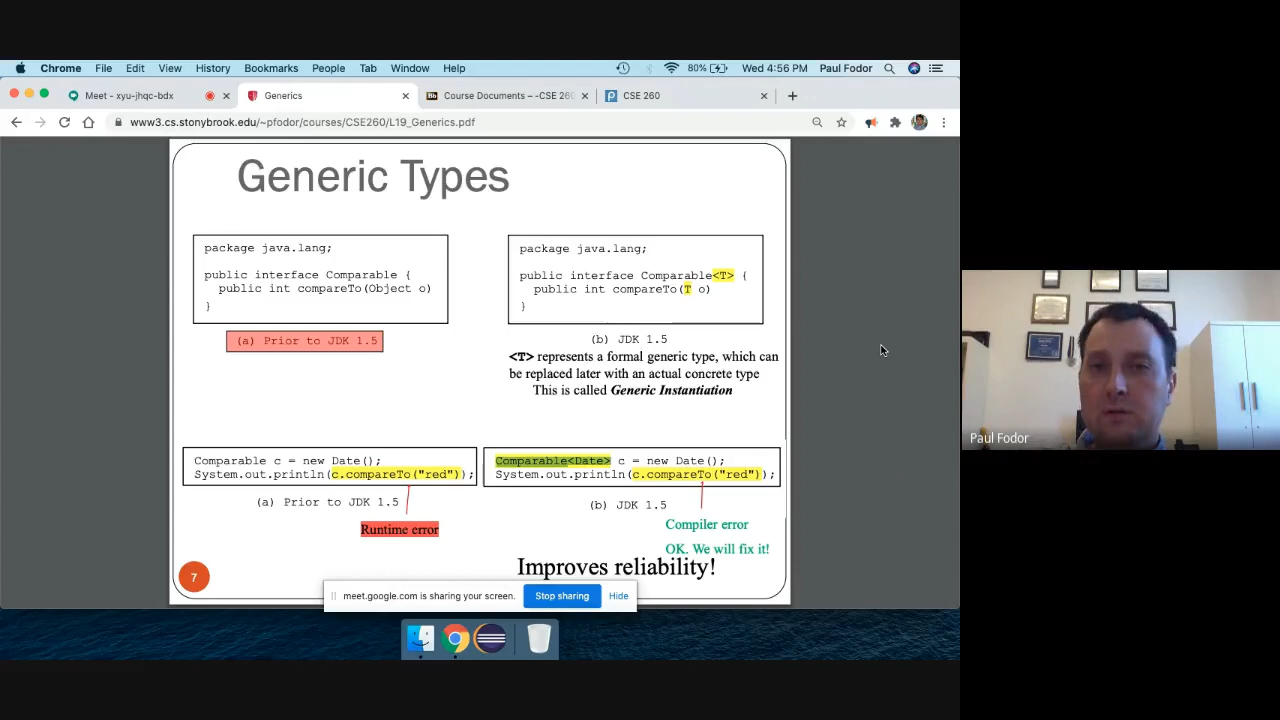 Chrome File Edit View History Bookmarks People Tab Window Help 80% Wed 4:56 PM Paul Fodor
Meet - xyu-jhqc-bdx Generics Course Documents – -CSE 260 CSE 260
www3.cs.stonybrook.edu/~pfodor/courses/CSE260/L19_Generics.pdf
Generic Types
package java.lang;
public interface Comparable {
public int compareTo(Object o)
}
(a) Prior to JDK 1.5
package java.lang;
public interface Comparable<T> {
public int compareTo(T o)
}
(b) JDK 1.5
<T> represents a formal generic type, which can
be replaced later with an actual concrete type
This is called Generic Instantiation
Comparable c = new Date();
System.out.println(c.compareTo("red"));
(a) Prior to JDK 1.5
Runtime error
Comparable<Date> c = new Date();
System.out.println(c.compareTo("red"));
(b) JDK 1.5
Compiler error
OK. We will fix it!
Improves reliability!
7
meet.google.com is sharing your screen. Stop sharing Hide
Paul Fodor